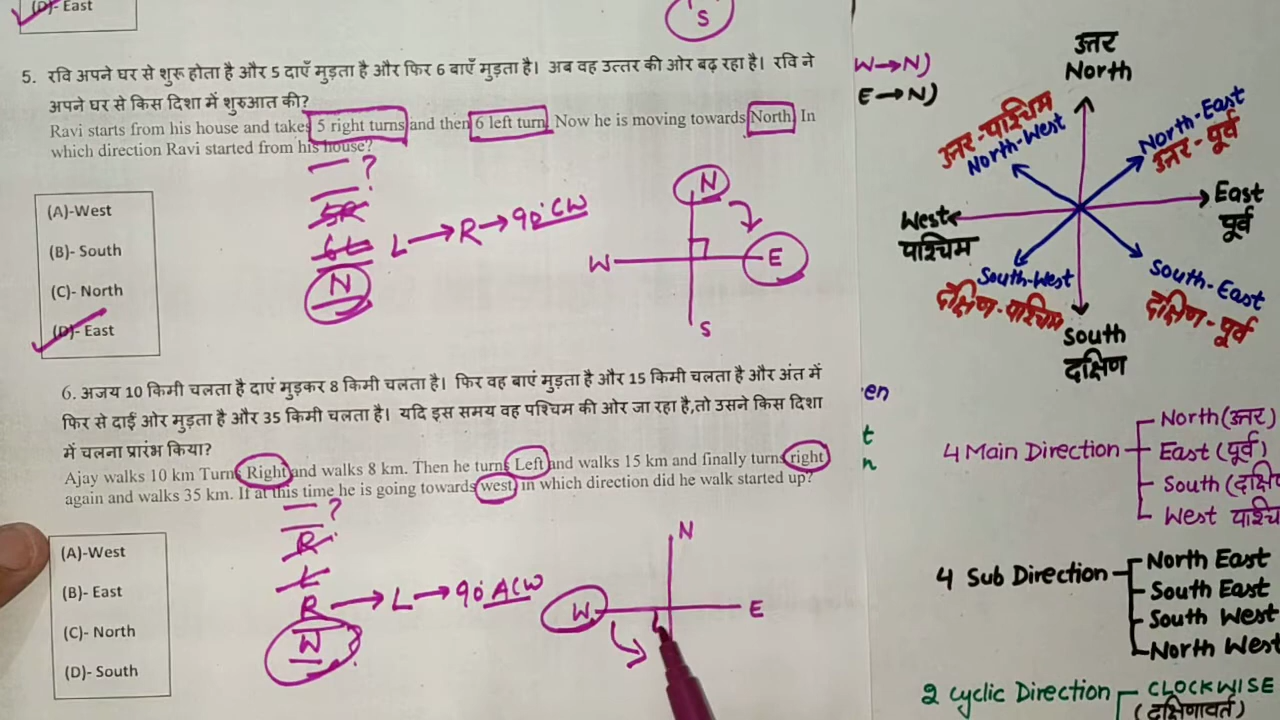 (D)- East
S
5. रवि अपने घर से शुरू होता है और 5 दाएँ मुड़ता है और फिर 6 बाएँ मुड़ता है। अब वह उत्तर की ओर बढ़ रहा है। रवि ने
अपने घर से किस दिशा में शुरुआत की?
Ravi starts from his house and takes 5 right turns and then 6 left turn. Now he is moving towards North. In
which direction Ravi started from his house?
?
(A)-West
(B)- South
(C)- North
(D)- East
5R
6L L → R → 90° CW
N
N
W E
S
6. अजय 10 किमी चलता है दाएं मुड़कर 8 किमी चलता है। फिर वह बाएं मुड़ता है और 15 किमी चलता है और अंत में
फिर से दाईं ओर मुड़ता है और 35 किमी चलता है। यदि इस समय वह पश्चिम की ओर जा रहा है,तो उसने किस दिशा
में चलना प्रारंभ किया?
Ajay walks 10 km Turns Right and walks 8 km. Then he turns Left and walks 15 km and finally turns right
again and walks 35 km. If at this time he is going towards west, in which direction did he walk started up?
?
(A)-West
(B)- East
(C)- North
(D)- South
R
L
R → L → 90° ACW
W
N
W E
W→N)
E→N)
उत्तर
North
उत्तर-पश्चिम
North-West
North-East
उत्तर-पूर्व
West
पश्चिम
East
पूर्व
South-West
दक्षिण-पश्चिम
South-East
दक्षिण-पूर्व
South
दक्षिण
en
t
n
4 Main Direction
North(उत्तर)
East(पूर्व)
South(दक्षि
West पश्चि
4 Sub Direction
North East
South East
South West
North West
2 Cyclic Direction
CLOCKWISE
(दक्षिणावर्त)